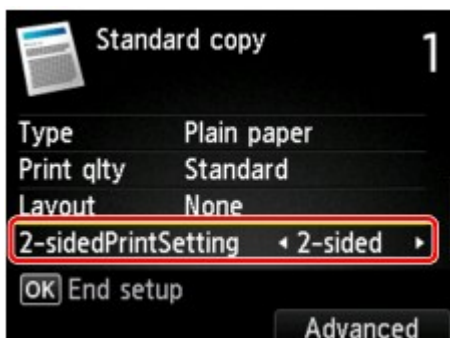 Standard copy 1
Type Plain paper
Print qlty Standard
Layout None
2-sidedPrintSetting 2-sided
OK End setup
Advanced